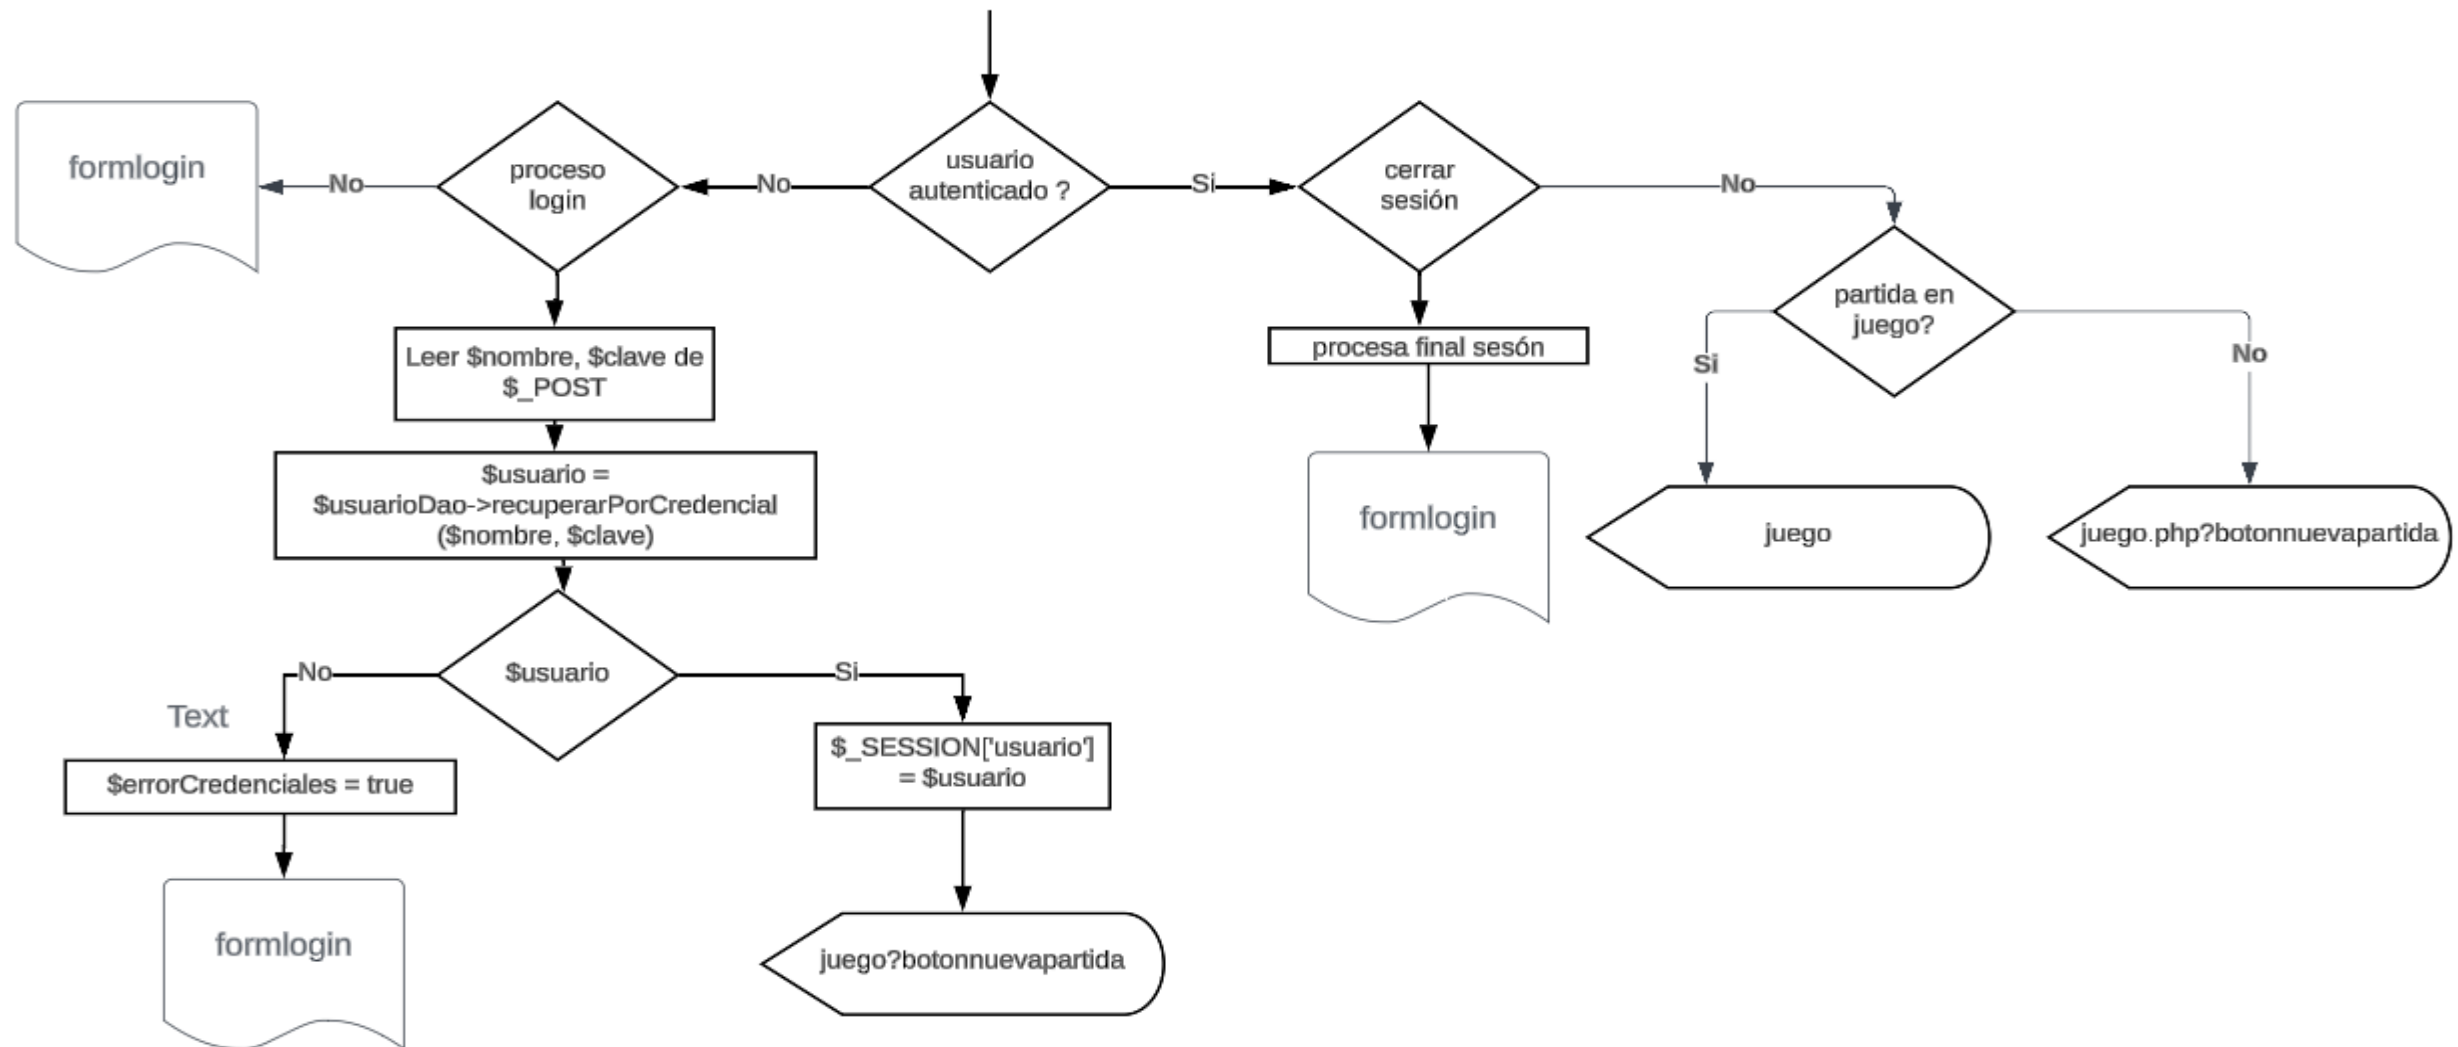 formlogin
No
proceso
login
No
usuario
autenticado ?
Si
cerrar
sesión
No
partida en
juego?
Si
No
Leer $nombre, $clave de
$_POST
procesa final sesón
$usuario =
$usuarioDao->recuperarPorCredencial
($nombre, $clave)
formlogin
juego
juego.php?botonnuevapartida
No
$usuario
Si
Text
$errorCredenciales = true
$_SESSION['usuario']
= $usuario
formlogin
juego?botonnuevapartida